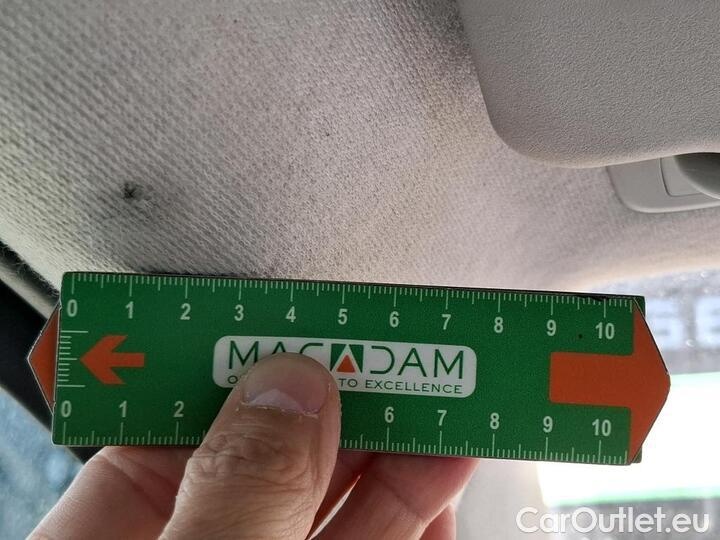 0 1 2 3 4 5 6 7 8 9 10
0
MACADAM
TO EXCELLENCE
0 1 2 6 7 8 9 10
CarOutlet.eu